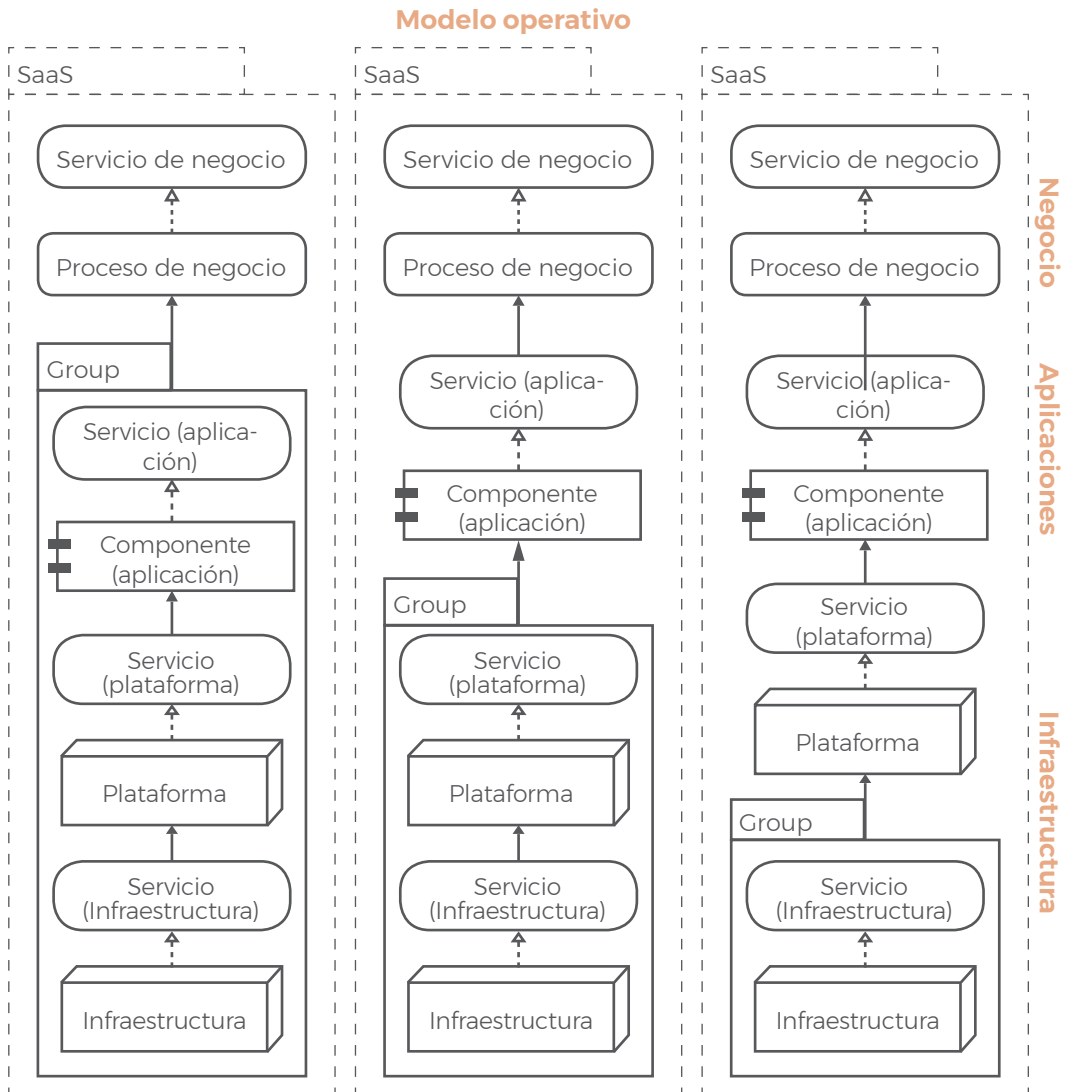 Modelo operativo
SaaS
Servicio de negocio
Proceso de negocio
Group
Servicio (aplica-
ción)
Componente
(aplicación)
Servicio
(plataforma)
Plataforma
Servicio
(Infraestructura)
Infraestructura
SaaS
Servicio de negocio
Proceso de negocio
Servicio (aplica-
ción)
Componente
(aplicación)
Group
Servicio
(plataforma)
Plataforma
Servicio
(Infraestructura)
Infraestructura
SaaS
Servicio de negocio
Proceso de negocio
Servicio (aplica-
ción)
Componente
(aplicación)
Servicio
(plataforma)
Plataforma
Group
Servicio
(Infraestructura)
Infraestructura
Negocio
Aplicaciones
Infraestructura